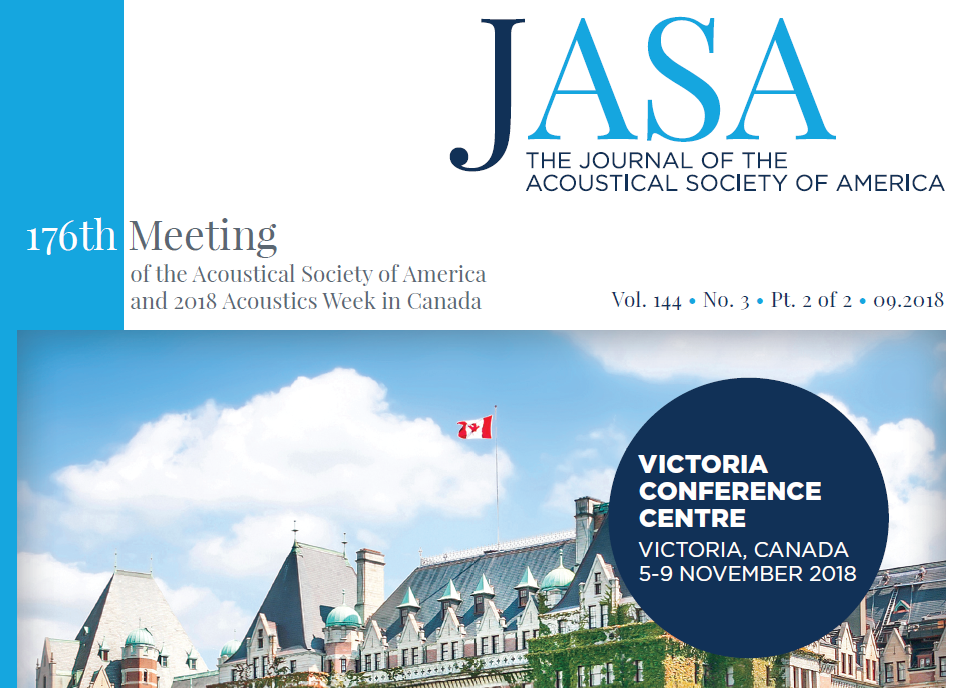 JASA
THE JOURNAL OF THE
ACOUSTICAL SOCIETY OF AMERICA
176th Meeting
of the Acoustical Society of America
and 2018 Acoustics Week in Canada
Vol. 144 • No. 3 • Pt. 2 of 2 • 09.2018
VICTORIA
CONFERENCE
CENTRE
VICTORIA, CANADA
5-9 NOVEMBER 2018